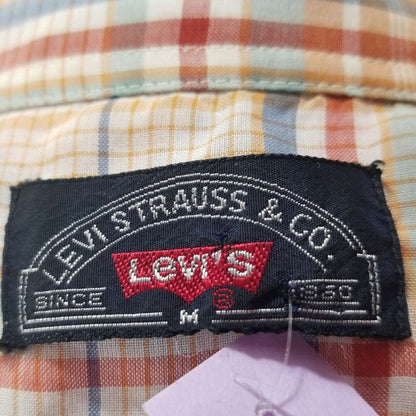 LEVI STRAUSS & CO.
Levi's
SINCE 1850
M